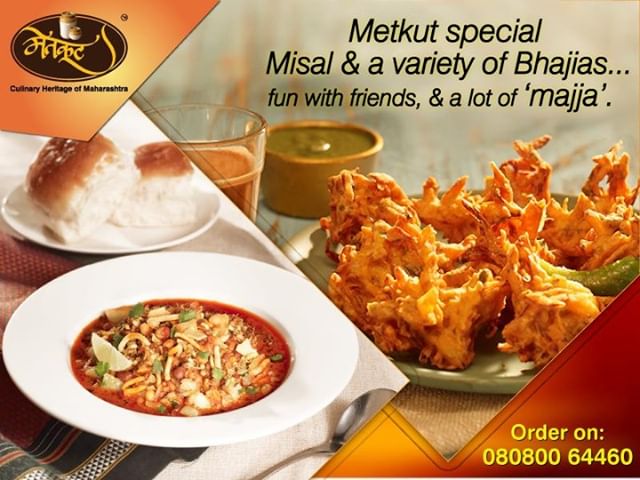 मेतकूट
TM
Culinary Heritage of Maharashtra
Metkut special
Misal & a variety of Bhajias...
fun with friends, & a lot of ‘majja’.
Order on:
080800 64460